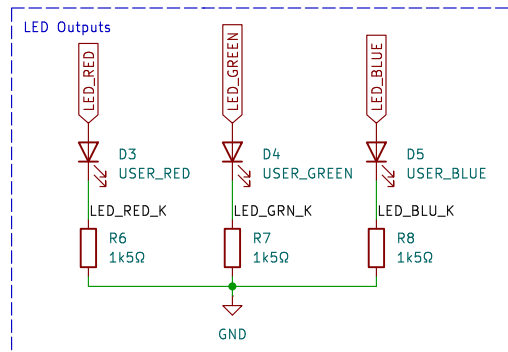 LED Outputs
LED_RED
LED_GREEN
LED_BLUE
D3
USER_RED
D4
USER_GREEN
D5
USER_BLUE
LED_RED_K
LED_GRN_K
LED_BLU_K
R6
1k5Ω
R7
1k5Ω
R8
1k5Ω
GND